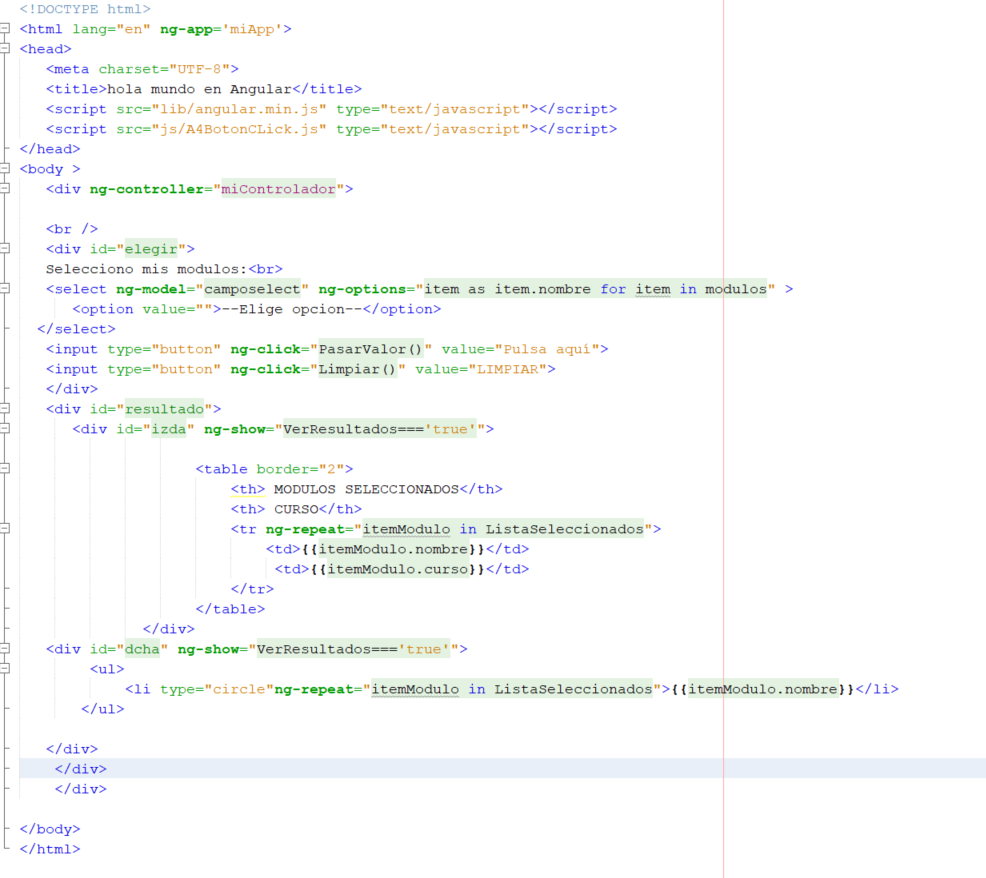 <!DOCTYPE html>
<html lang="en" ng-app='miApp'>
<head>
<meta charset="UTF-8">
<title>hola mundo en Angular</title>
<script src="lib/angular.min.js" type="text/javascript"></script>
<script src="js/A4BotonCLick.js" type="text/javascript"></script>
</head>
<body >
<div ng-controller="miControlador">
<br />
<div id="elegir">
Selecciono mis modulos:<br>
<select ng-model="camposelect" ng-options="item as item.nombre for item in modulos" >
<option value="">--Elige opcion--</option>
</select>
<input type="button" ng-click="PasarValor()" value="Pulsa aquí">
<input type="button" ng-click="Limpiar()" value="LIMPIAR">
</div>
<div id="resultado">
<div id="izda" ng-show="VerResultados==='true'">
<table border="2">
<th> MODULOS SELECCIONADOS</th>
<th> CURSO</th>
<tr ng-repeat="itemModulo in ListaSeleccionados">
<td>{{itemModulo.nombre}}</td>
<td>{{itemModulo.curso}}</td>
</tr>
</table>
</div>
<div id="dcha" ng-show="VerResultados==='true'">
<ul>
<li type="circle"ng-repeat="itemModulo in ListaSeleccionados">{{itemModulo.nombre}}</li>
</ul>
</div>
</div>
</div>
</body>
</html>